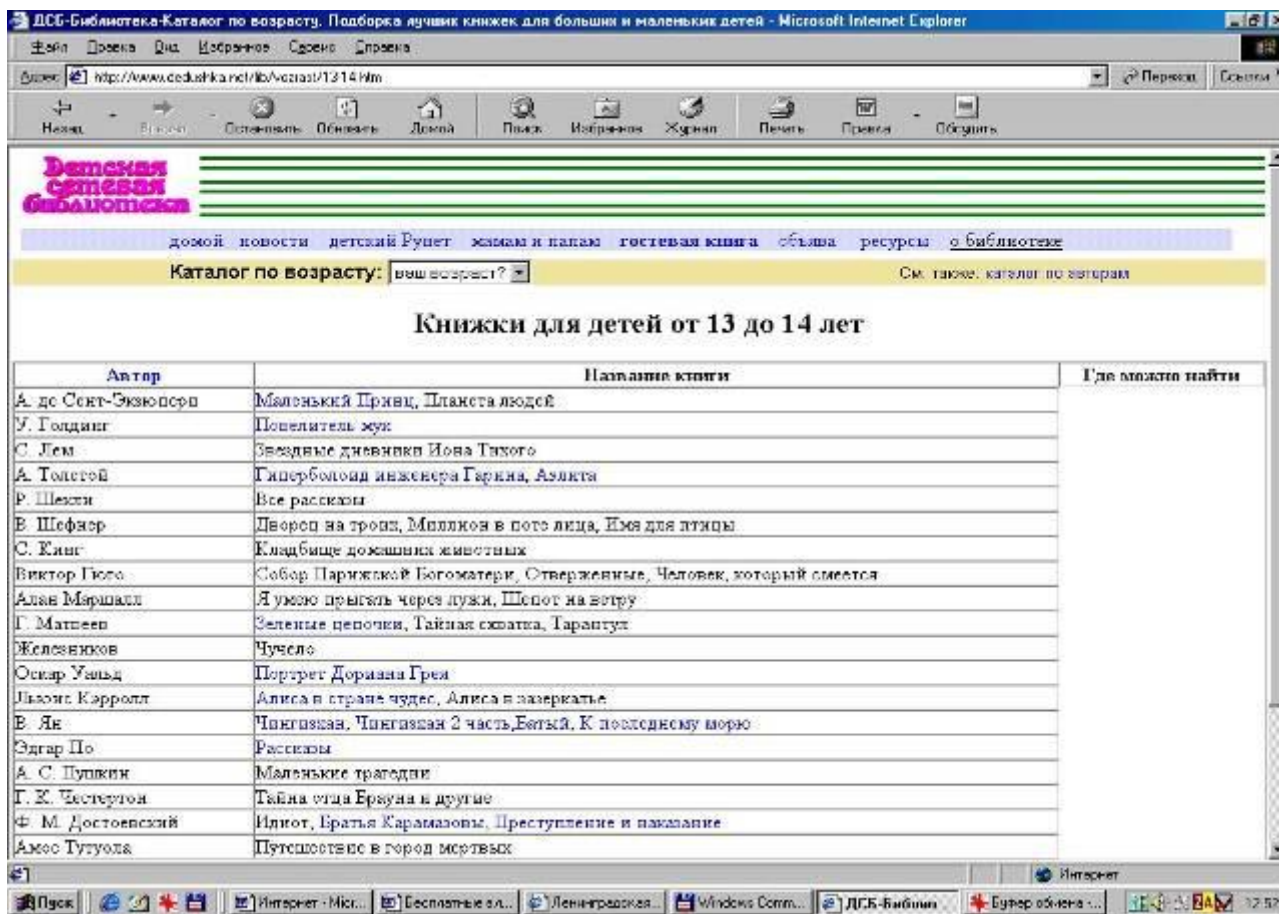 ДСБ-Библиотека-Каталог по возрасту. Подборка лучших книжек для больших и маленьких детей - Microsoft Internet Explorer
Файл Правка Вид Избранное Сервис Справка
Адрес http://www.dedushka.net/lib/vozrast/13-14.htm Переход Ссылки
Назад Вперед Остановить Обновить Домой Поиск Избранное Журнал Печать Правка Обсудить
Детская
сетевая
библиотека
домой новости детский Рунет мамам и папам гостевая книга объява ресурсы о библиотеке
Каталог по возрасту: ваш возраст? См. также: каталог по авторам
Книжки для детей от 13 до 14 лет
Автор Название книги Где можно найти
А. де Сент-Экзюпери Маленький Принц, Планета людей
У. Голдинг Повелитель мух
С. Лем Звездные дневники Иона Тихого
А. Толстой Гиперболоид инженера Гарина, Аэлита
Р. Шекли Все рассказы
В. Шефнер Дворец на троих, Миллион в поте лица, Имя для птицы
С. Кинг Кладбище домашних животных
Виктор Гюго Собор Парижской Богоматери, Отверженные, Человек, который смеется
Алан Маршалл Я умею прыгать через лужи, Шепот на ветру
Г. Матвеев Зеленые цепочки, Тайная схватка, Тарантул
Железников Чучело
Оскар Уальд Портрет Дориана Грея
Льюис Кэрролл Алиса в стране чудес, Алиса в зазеркалье
В. Ян Чингизхан, Чингизхан 2 часть,Батый, К последнему морю
Эдгар По Рассказы
А. С. Пушкин Маленькие трагедии
Г. К. Честертон Тайна отца Брауна и другие
Ф. М. Достоевский Идиот, Братья Карамазовы, Преступление и наказание
Амос Тутуола Путешествие в город мертвых
Интернет
Пуск Интернет - Micr... Бесплатные эл... Ленинградская... Windows Comm... ДСБ-Библио Буфер обмена -... 12:52